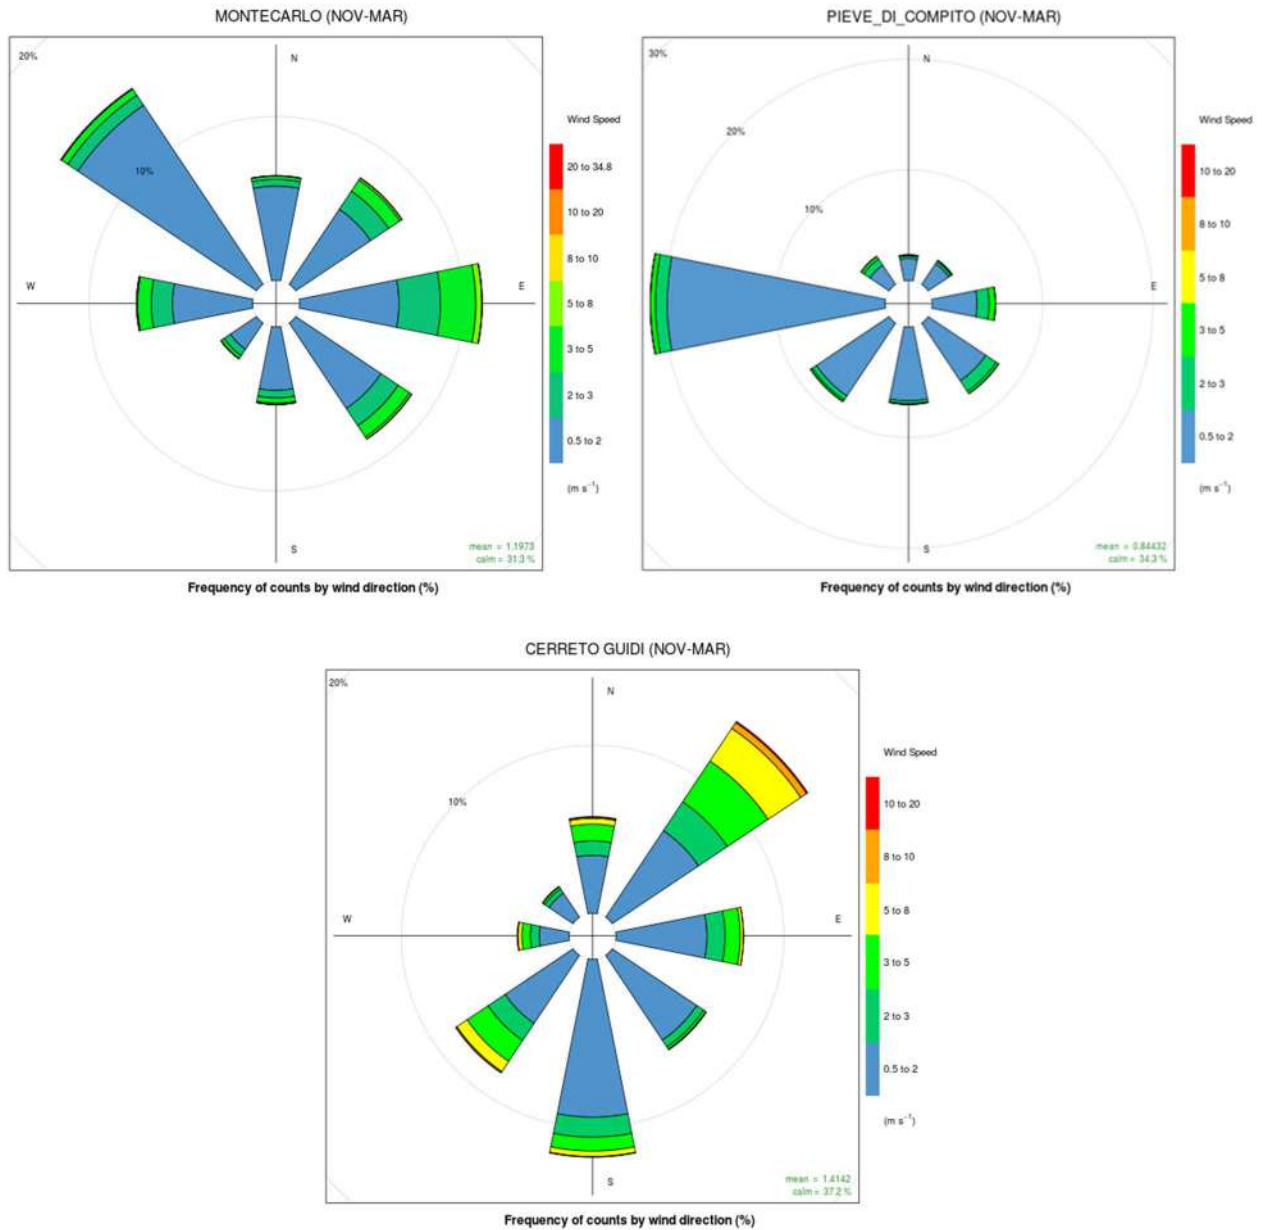 MONTECARLO (NOV-MAR)
20%
N
10%
W
E
S
mean = 1.1973
calm = 31.3 %
Wind Speed
20 to 34.8
10 to 20
8 to 10
5 to 8
3 to 5
2 to 3
0.5 to 2
(m s⁻¹)
Frequency of counts by wind direction (%)
PIEVE_DI_COMPITO (NOV-MAR)
30%
N
20%
10%
E
S
mean = 0.84432
calm = 34.3 %
Wind Speed
10 to 20
8 to 10
5 to 8
3 to 5
2 to 3
0.5 to 2
(m s⁻¹)
Frequency of counts by wind direction (%)
CERRETO GUIDI (NOV-MAR)
20%
N
10%
W
E
S
mean = 1.4142
calm = 37.2 %
Wind Speed
10 to 20
8 to 10
5 to 8
3 to 5
2 to 3
0.5 to 2
(m s⁻¹)
Frequency of counts by wind direction (%)